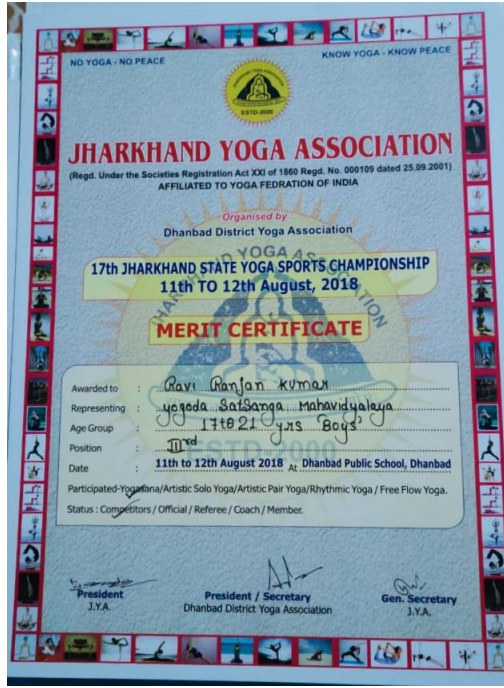 NO YOGA - NO PEACE
KNOW YOGA - KNOW PEACE
ESTD-2000
JHARKHAND YOGA ASSOCIATION
(Regd. Under the Societies Registration Act XXI of 1860 Regd. No. 000109 dated 25.09.2001)
AFFILIATED TO YOGA FEDRATION OF INDIA
Organised by
Dhanbad District Yoga Association
17th JHARKHAND STATE YOGA SPORTS CHAMPIONSHIP
11th TO 12th August, 2018
MERIT CERTIFICATE
Awarded to : Ravi Ranjan Kumar
Representing : yogoda Satsanga Mahavidyalaya
Age Group : 17to21 yrs 'Boys'
Position : III rd
ESTD-2000
Date : 11th to 12th August 2018 At Dhanbad Public School, Dhanbad
Participated-Yogasana/Artistic Solo Yoga/Artistic Pair Yoga/Rhythmic Yoga / Free Flow Yoga.
Status : Competitors / Official / Referee / Coach / Member.
President
J.Y.A.
President / Secretary
Dhanbad District Yoga Association
Gen. Secretary
J.Y.A.